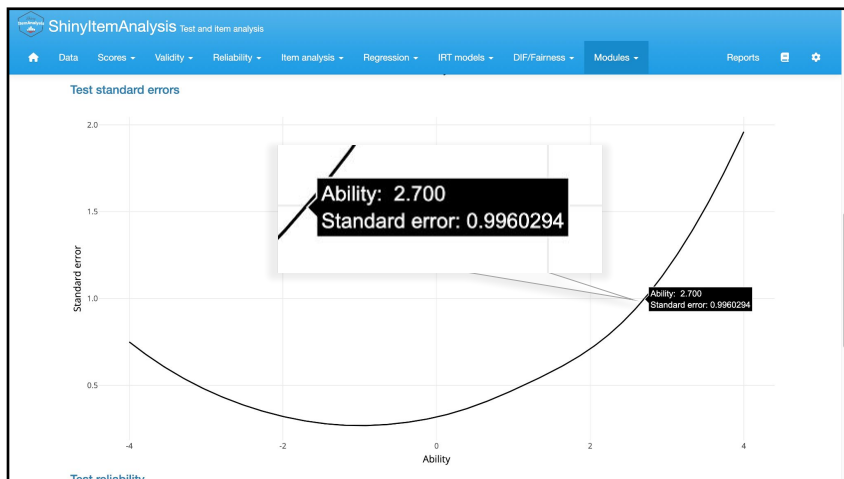 ShinyItemAnalysis Test and item analysis
Data Scores Validity Reliability Item analysis Regression IRT models DIF/Fairness Modules Reports
Test standard errors
2.0
1.5
1.0
0.5
Standard error
Ability: 2.700
Standard error: 0.9960294
Ability: 2.700
Standard error: 0.9960294
-4 -2 0 2 4
Ability
Test reliability